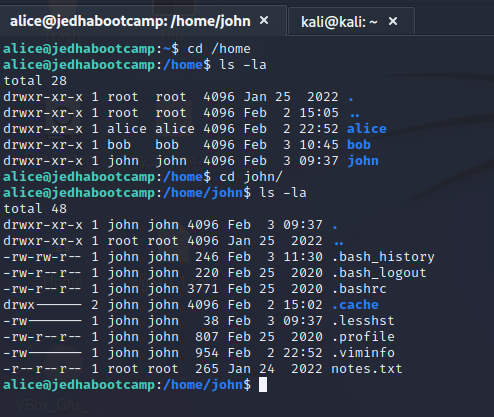 alice@jedhabootcamp: /home/john × kali@kali: ~ ×
alice@jedhabootcamp:~$ cd /home
alice@jedhabootcamp:/home$ ls -la
total 28
drwxr-xr-x 1 root  root  4096 Jan 25  2022 .
drwxr-xr-x 1 root  root  4096 Feb  2 15:05 ..
drwxr-xr-x 1 alice alice 4096 Feb  2 22:52 alice
drwxr-xr-x 1 bob   bob   4096 Feb  3 10:45 bob
drwxr-xr-x 1 john  john  4096 Feb  3 09:37 john
alice@jedhabootcamp:/home$ cd john/
alice@jedhabootcamp:/home/john$ ls -la
total 48
drwxr-xr-x 1 john john 4096 Feb  3 09:37 .
drwxr-xr-x 1 root root 4096 Jan 25  2022 ..
-rw-rw-r-- 1 john john  246 Feb  3 11:30 .bash_history
-rw-r--r-- 1 john john  220 Feb 25  2020 .bash_logout
-rw-r--r-- 1 john john 3771 Feb 25  2020 .bashrc
drwx------ 2 john john 4096 Feb  2 15:02 .cache
-rw------- 1 john john   38 Feb  3 09:37 .lesshst
-rw-r--r-- 1 john john  807 Feb 25  2020 .profile
-rw------- 1 john john  954 Feb  2 22:52 .viminfo
-r--r--r-- 1 root root  265 Jan 24  2022 notes.txt
alice@jedhabootcamp:/home/john$